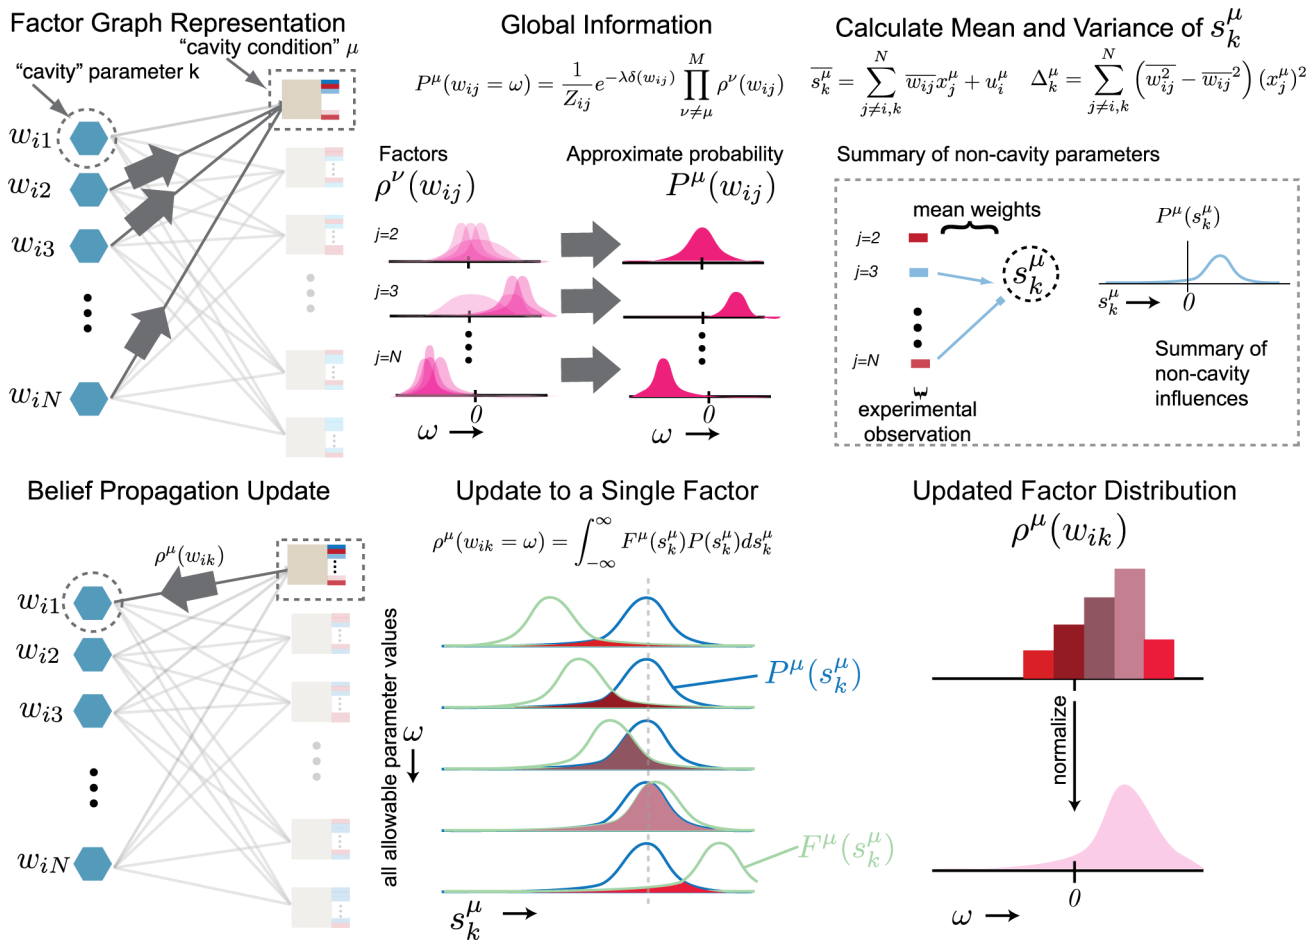 Factor Graph Representation
“cavity condition” μ
“cavity” parameter k
w_{i1}
w_{i2}
w_{i3}
w_{iN}
Global Information
P^μ(w_{ij} = ω) = \frac{1}{Z_{ij}} e^{-λδ(w_{ij})} \prod_{ν≠μ}^{M} ρ^ν(w_{ij})
Factors
ρ^ν(w_{ij})
Approximate probability
P^μ(w_{ij})
j=2
j=3
j=N
0
0
ω
ω
Calculate Mean and Variance of s_k^μ
\overline{s_k^μ} = \sum_{j≠i,k}^{N} \overline{w_{ij}} x_j^μ + u_i^μ
Δ_k^μ = \sum_{j≠i,k}^{N} (\overline{w_{ij}^2} - \overline{w_{ij}}^2) (x_j^μ)^2
Summary of non-cavity parameters
mean weights
j=2
j=3
j=N
s_k^μ
experimental
observation
P^μ(s_k^μ)
s_k^μ
0
Summary of
non-cavity
influences
Belief Propagation Update
ρ^μ(w_{ik})
w_{i1}
w_{i2}
w_{i3}
w_{iN}
Update to a Single Factor
ρ^μ(w_{ik} = ω) = \int_{-∞}^{∞} F^μ(s_k^μ)P(s_k^μ)ds_k^μ
all allowable parameter values
ω
P^μ(s_k^μ)
F^μ(s_k^μ)
s_k^μ
Updated Factor Distribution
ρ^μ(w_{ik})
normalize
0
ω